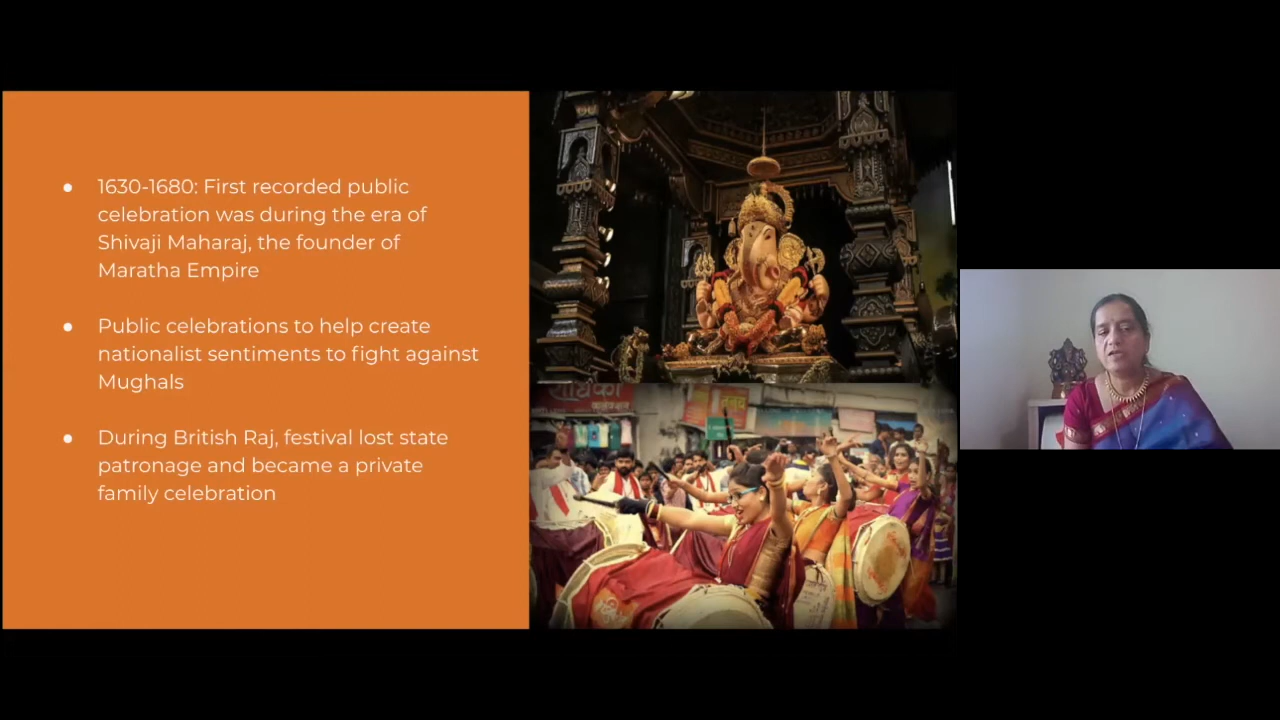 1630-1680: First recorded public
celebration was during the era of
Shivaji Maharaj, the founder of
Maratha Empire
Public celebrations to help create
nationalist sentiments to fight against
Mughals
During British Raj, festival lost state
patronage and became a private
family celebration